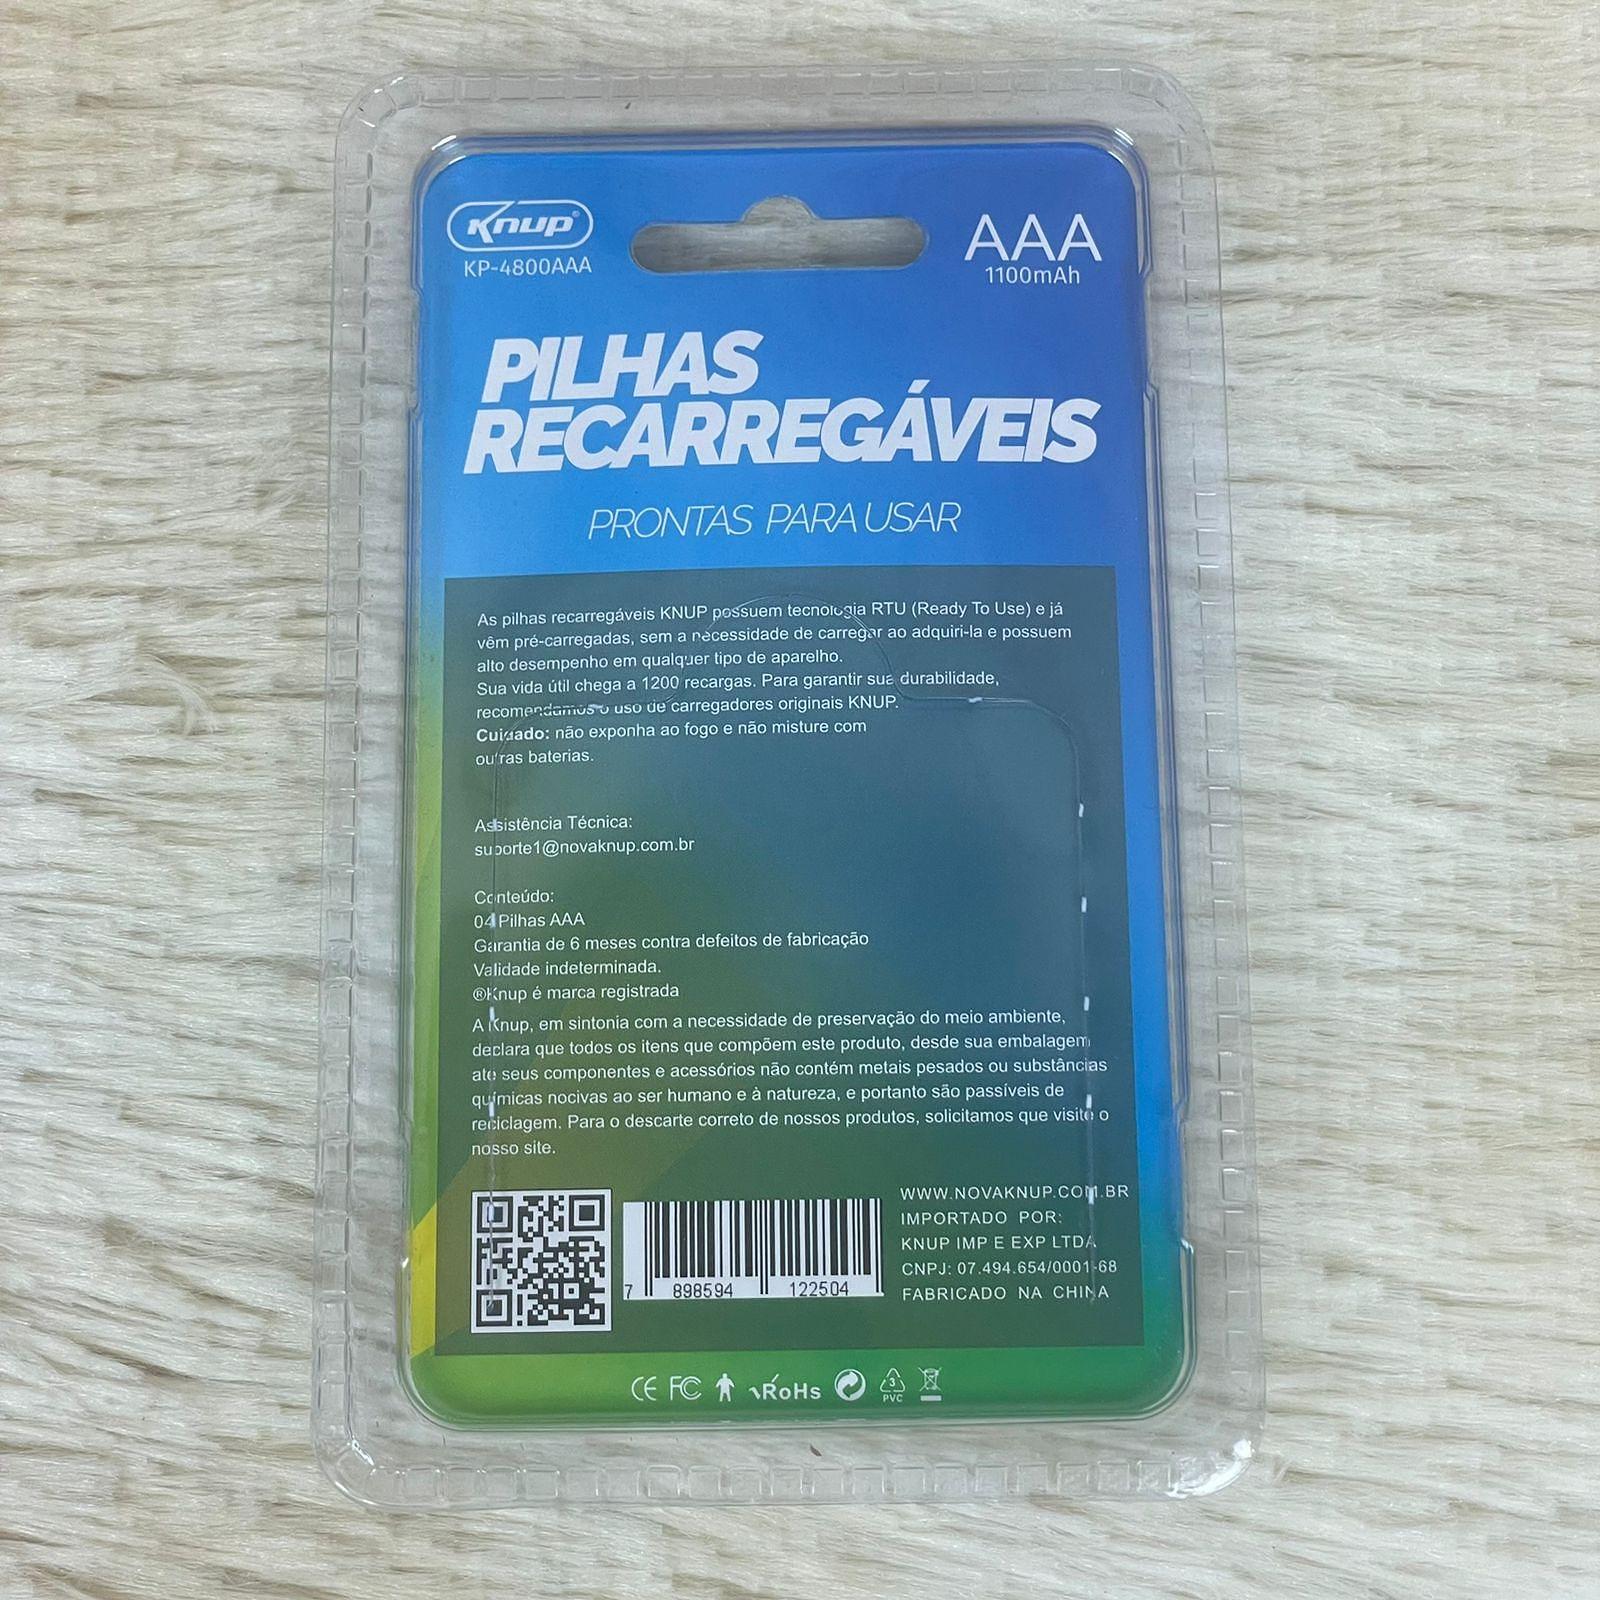 Knup®
KP-4800AAA
AAA
1100mAh
PILHAS
RECARREGÁVEIS
PRONTAS PARA USAR
As pilhas recarregáveis KNUP possuem tecnologia RTU (Ready To Use) e já
vêm pré-carregadas, sem a necessidade de carregar ao adquiri-la e possuem
alto desempenho em qualquer tipo de aparelho.
Sua vida útil chega a 1200 recargas. Para garantir sua durabilidade,
recomendamos o uso de carregadores originais KNUP.
Cuidado: não exponha ao fogo e não misture com
outras baterias.
Assistência Técnica:
suporte1@novaknup.com.br
Conteúdo:
04 Pilhas AAA
Garantia de 6 meses contra defeitos de fabricação
Validade indeterminada.
®Knup é marca registrada
A Knup, em sintonia com a necessidade de preservação do meio ambiente,
declara que todos os itens que compõem este produto, desde sua embalagem
até seus componentes e acessórios não contém metais pesados ou substâncias
químicas nocivas ao ser humano e à natureza, e portanto são passíveis de
reciclagem. Para o descarte correto de nossos produtos, solicitamos que visite o
nosso site.
WWW.NOVAKNUP.COM.BR
IMPORTADO POR:
KNUP IMP E EXP LTDA
CNPJ: 07.494.654/0001-68
FABRICADO NA CHINA
7 898594 122504
CE FC RoHs 3 PVC